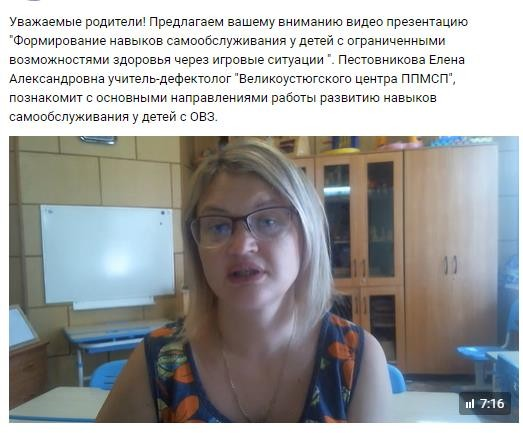 Уважаемые родители! Предлагаем вашему вниманию видео презентацию
"Формирование навыков самообслуживания у детей с ограниченными
возможностями здоровья через игровые ситуации ". Пестовникова Елена
Александровна учитель-дефектолог "Великоустюгского центра ППМСП",
познакомит с основными направлениями работы развитию навыков
самообслуживания у детей с ОВЗ.
7:16